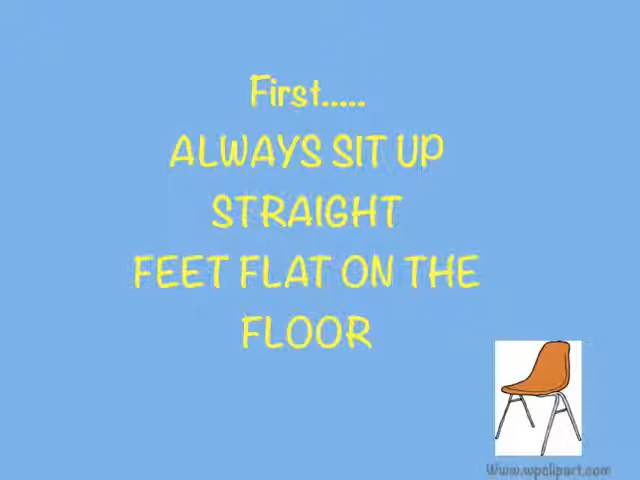 First.....
ALWAYS SIT UP
STRAIGHT
FEET FLAT ON THE
FLOOR
Www.wpclipart.com